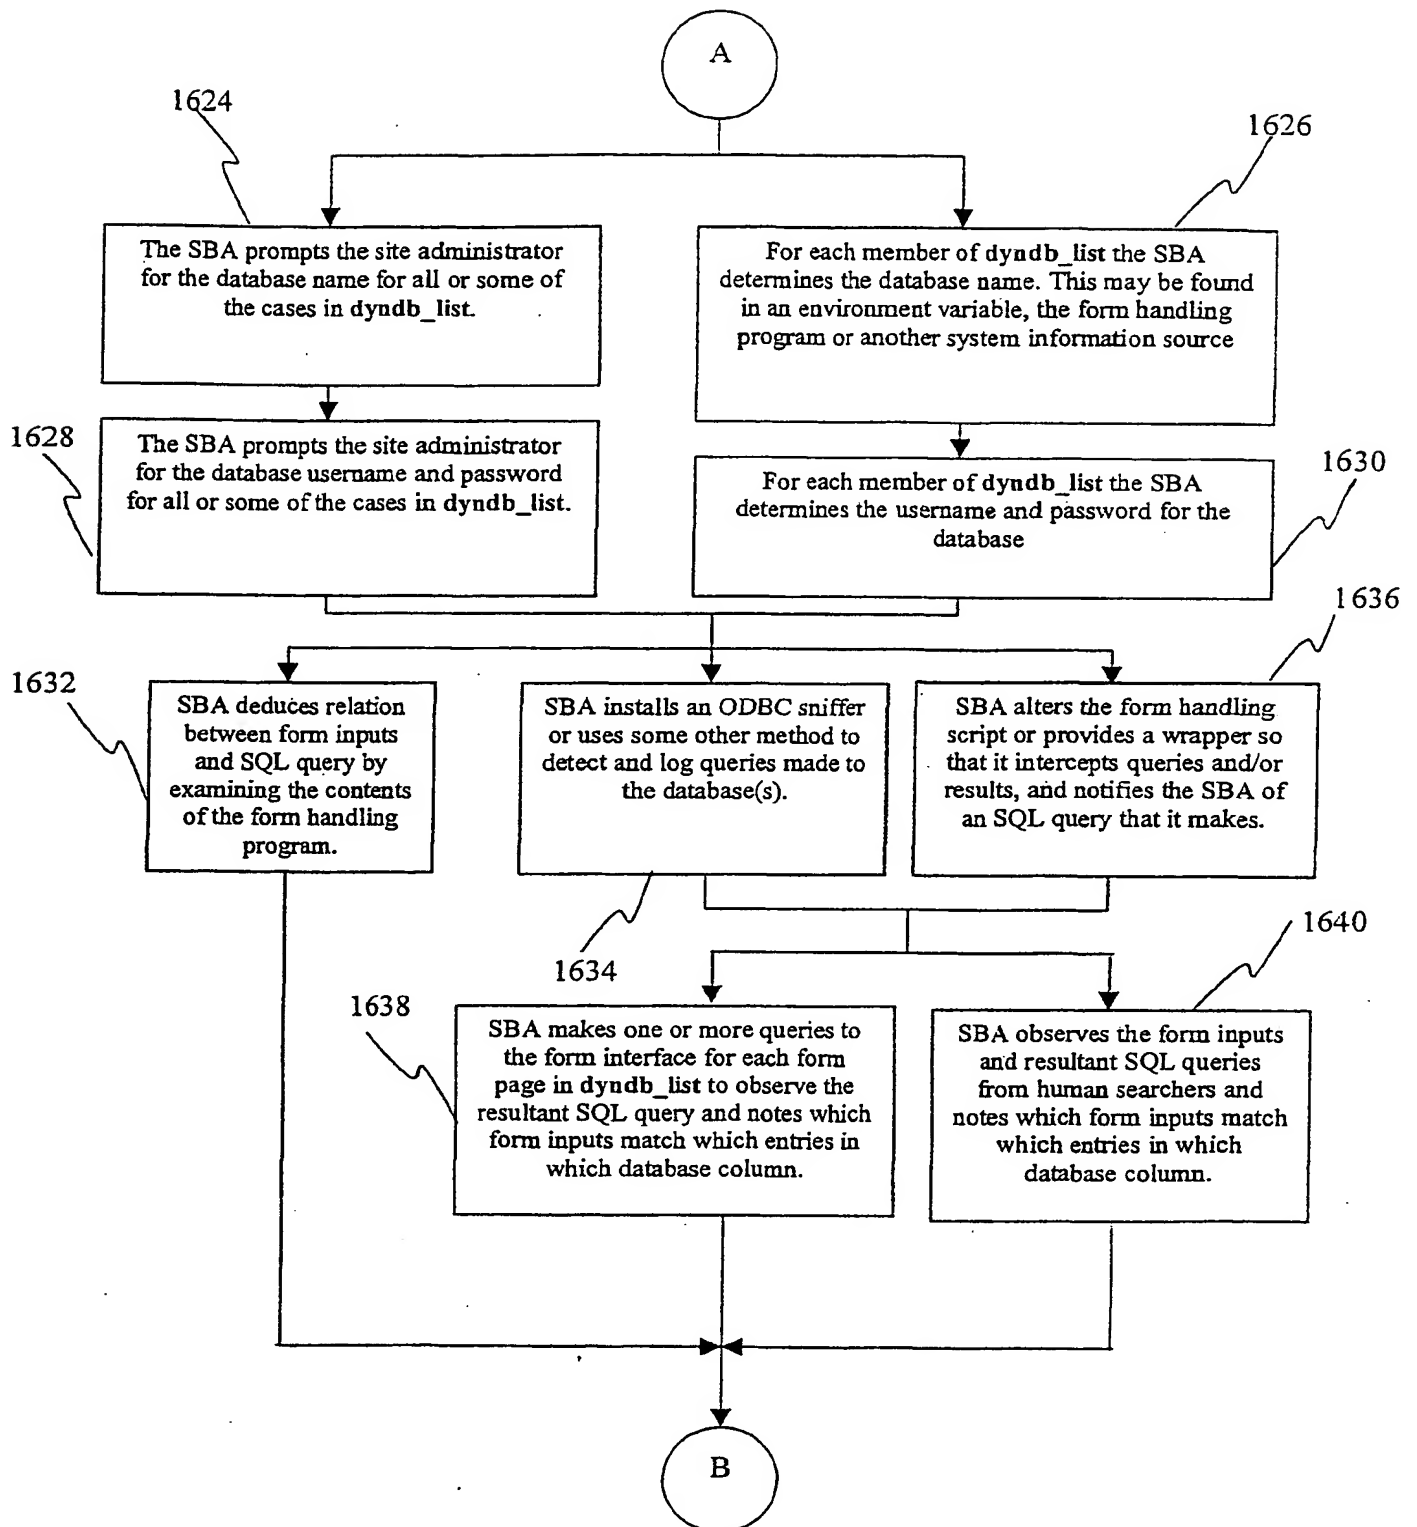 A
1624
1626
The SBA prompts the site administrator
for the database name for all or some of
the cases in dyndb_list.
For each member of dyndb_list the SBA
determines the database name. This may be found
in an environment variable, the form handling
program or another system information source
1628
The SBA prompts the site administrator
for the database username and password
for all or some of the cases in dyndb_list.
1630
For each member of dyndb_list the SBA
determines the username and password for the
database
1636
1632
SBA deduces relation
between form inputs
and SQL query by
examining the contents
of the form handling
program.
SBA installs an ODBC sniffer
or uses some other method to
detect and log queries made to
the database(s).
SBA alters the form handling
script or provides a wrapper so
that it intercepts queries and/or
results, and notifies the SBA of
an SQL query that it makes.
1634
1640
1638
SBA makes one or more queries to
the form interface for each form
page in dyndb_list to observe the
resultant SQL query and notes which
form inputs match which entries in
which database column.
SBA observes the form inputs
and resultant SQL queries
from human searchers and
notes which form inputs match
which entries in which
database column.
B